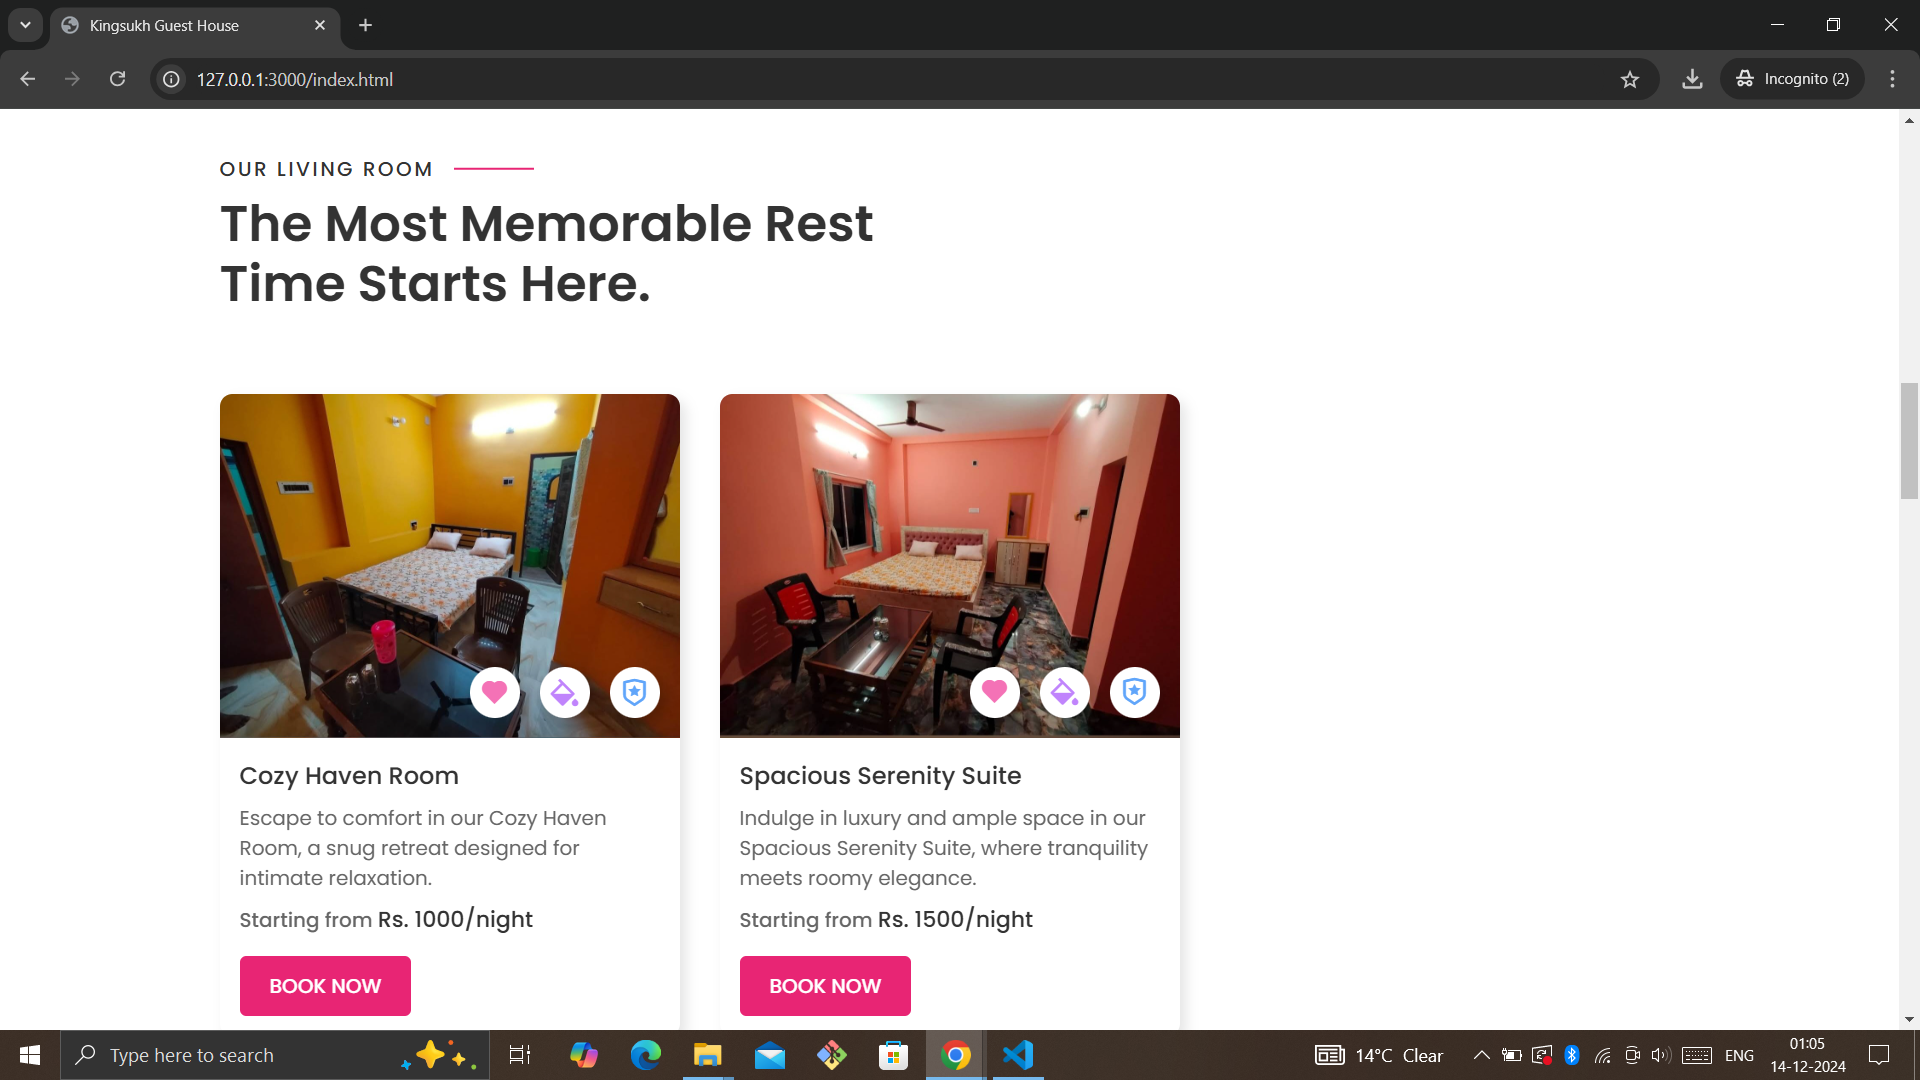 Kingsukh Guest House
127.0.0.1:3000/index.html
Incognito (2)
OUR LIVING ROOM
The Most Memorable Rest
Time Starts Here.
Cozy Haven Room
Escape to comfort in our Cozy Haven
Room, a snug retreat designed for
intimate relaxation.
Starting from Rs. 1000/night
BOOK NOW
Spacious Serenity Suite
Indulge in luxury and ample space in our
Spacious Serenity Suite, where tranquility
meets roomy elegance.
Starting from Rs. 1500/night
BOOK NOW
Type here to search
14°C Clear
ENG
01:05
14-12-2024